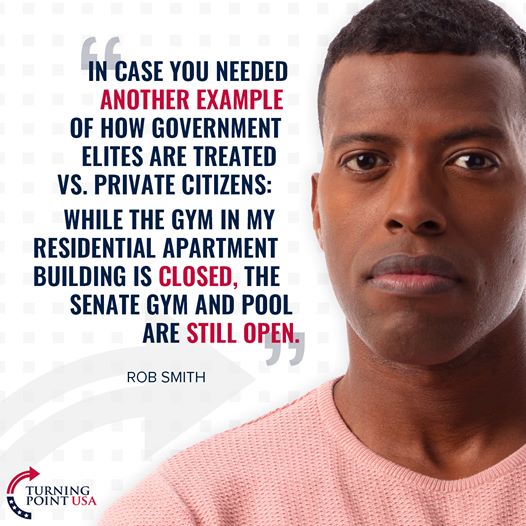 “IN CASE YOU NEEDED
ANOTHER EXAMPLE
OF HOW GOVERNMENT
ELITES ARE TREATED
VS. PRIVATE CITIZENS:
WHILE THE GYM IN MY
RESIDENTIAL APARTMENT
BUILDING IS CLOSED, THE
SENATE GYM AND POOL
ARE STILL OPEN.”
ROB SMITH
TURNING
POINT USA